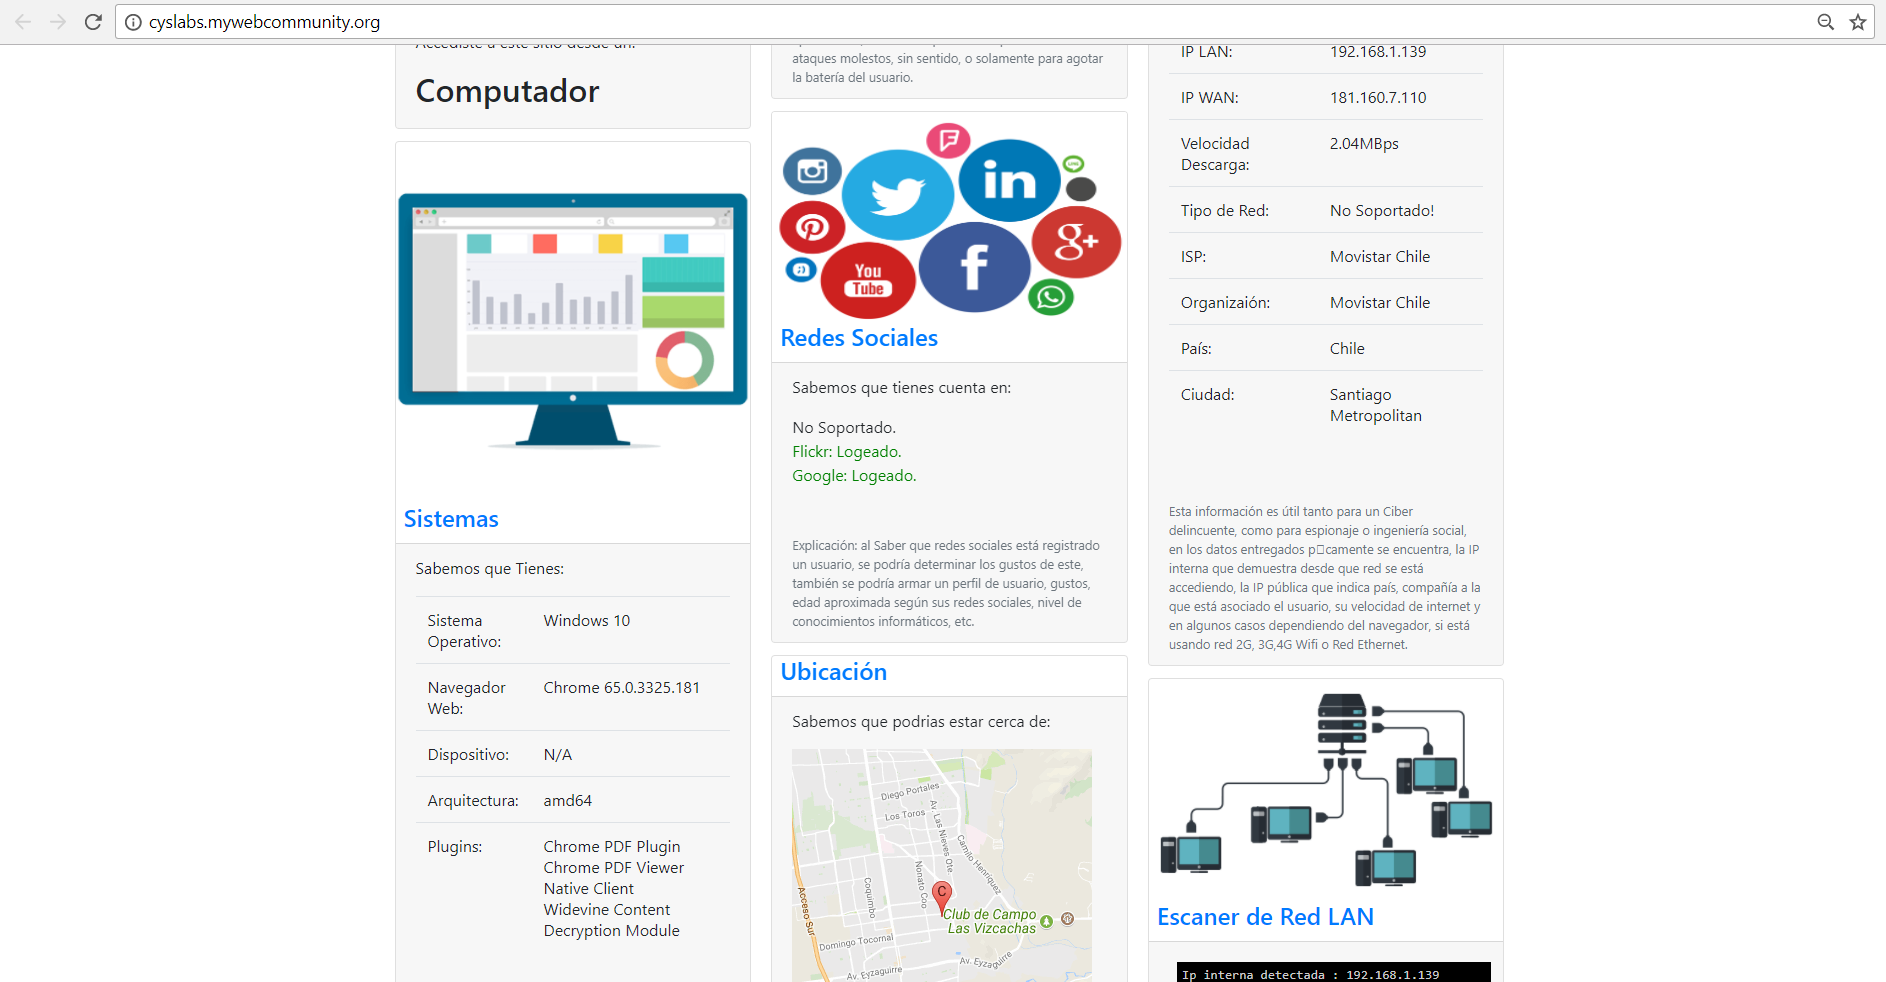 cyslabs.mywebcommunity.org
Accediste a este sitio desde un:
Computador
Sistemas
Sabemos que Tienes:
Sistema Operativo: Windows 10
Navegador Web: Chrome 65.0.3325.181
Dispositivo: N/A
Arquitectura: amd64
Plugins: Chrome PDF Plugin
Chrome PDF Viewer
Native Client
Widevine Content
Decryption Module
ataques molestos, sin sentido, o solamente para agotar
la batería del usuario.
in
g+
f
You
Tube
LINE
Redes Sociales
Sabemos que tienes cuenta en:
No Soportado.
Flickr: Logeado.
Google: Logeado.
Explicación: al Saber que redes sociales está registrado
un usuario, se podría determinar los gustos de este,
también se podría armar un perfil de usuario, gustos,
edad aproximada según sus redes sociales, nivel de
conocimientos informáticos, etc.
Ubicación
Sabemos que podrias estar cerca de:
Diego Portales
Los Toros
Av. Las Nieves Ote
Camilo Henríquez
Nonato Coo
Coquimbo
Acceso Sur
C
Club de Campo
Las Vizcachas
Domingo Tocornal
Av. Eyzaguirre
Av. Eyzaguirre
IP LAN: 192.168.1.139
IP WAN: 181.160.7.110
Velocidad Descarga: 2.04MBps
Tipo de Red: No Soportado!
ISP: Movistar Chile
Organizaión: Movistar Chile
País: Chile
Ciudad: Santiago Metropolitan
Esta información es útil tanto para un Ciber
delincuente, como para espionaje o ingeniería social,
en los datos entregados p□camente se encuentra, la IP
interna que demuestra desde que red se está
accediendo, la IP pública que indica país, compañía a la
que está asociado el usuario, su velocidad de internet y
en algunos casos dependiendo del navegador, si está
usando red 2G, 3G,4G Wifi o Red Ethernet.
Escaner de Red LAN
Ip interna detectada : 192.168.1.139